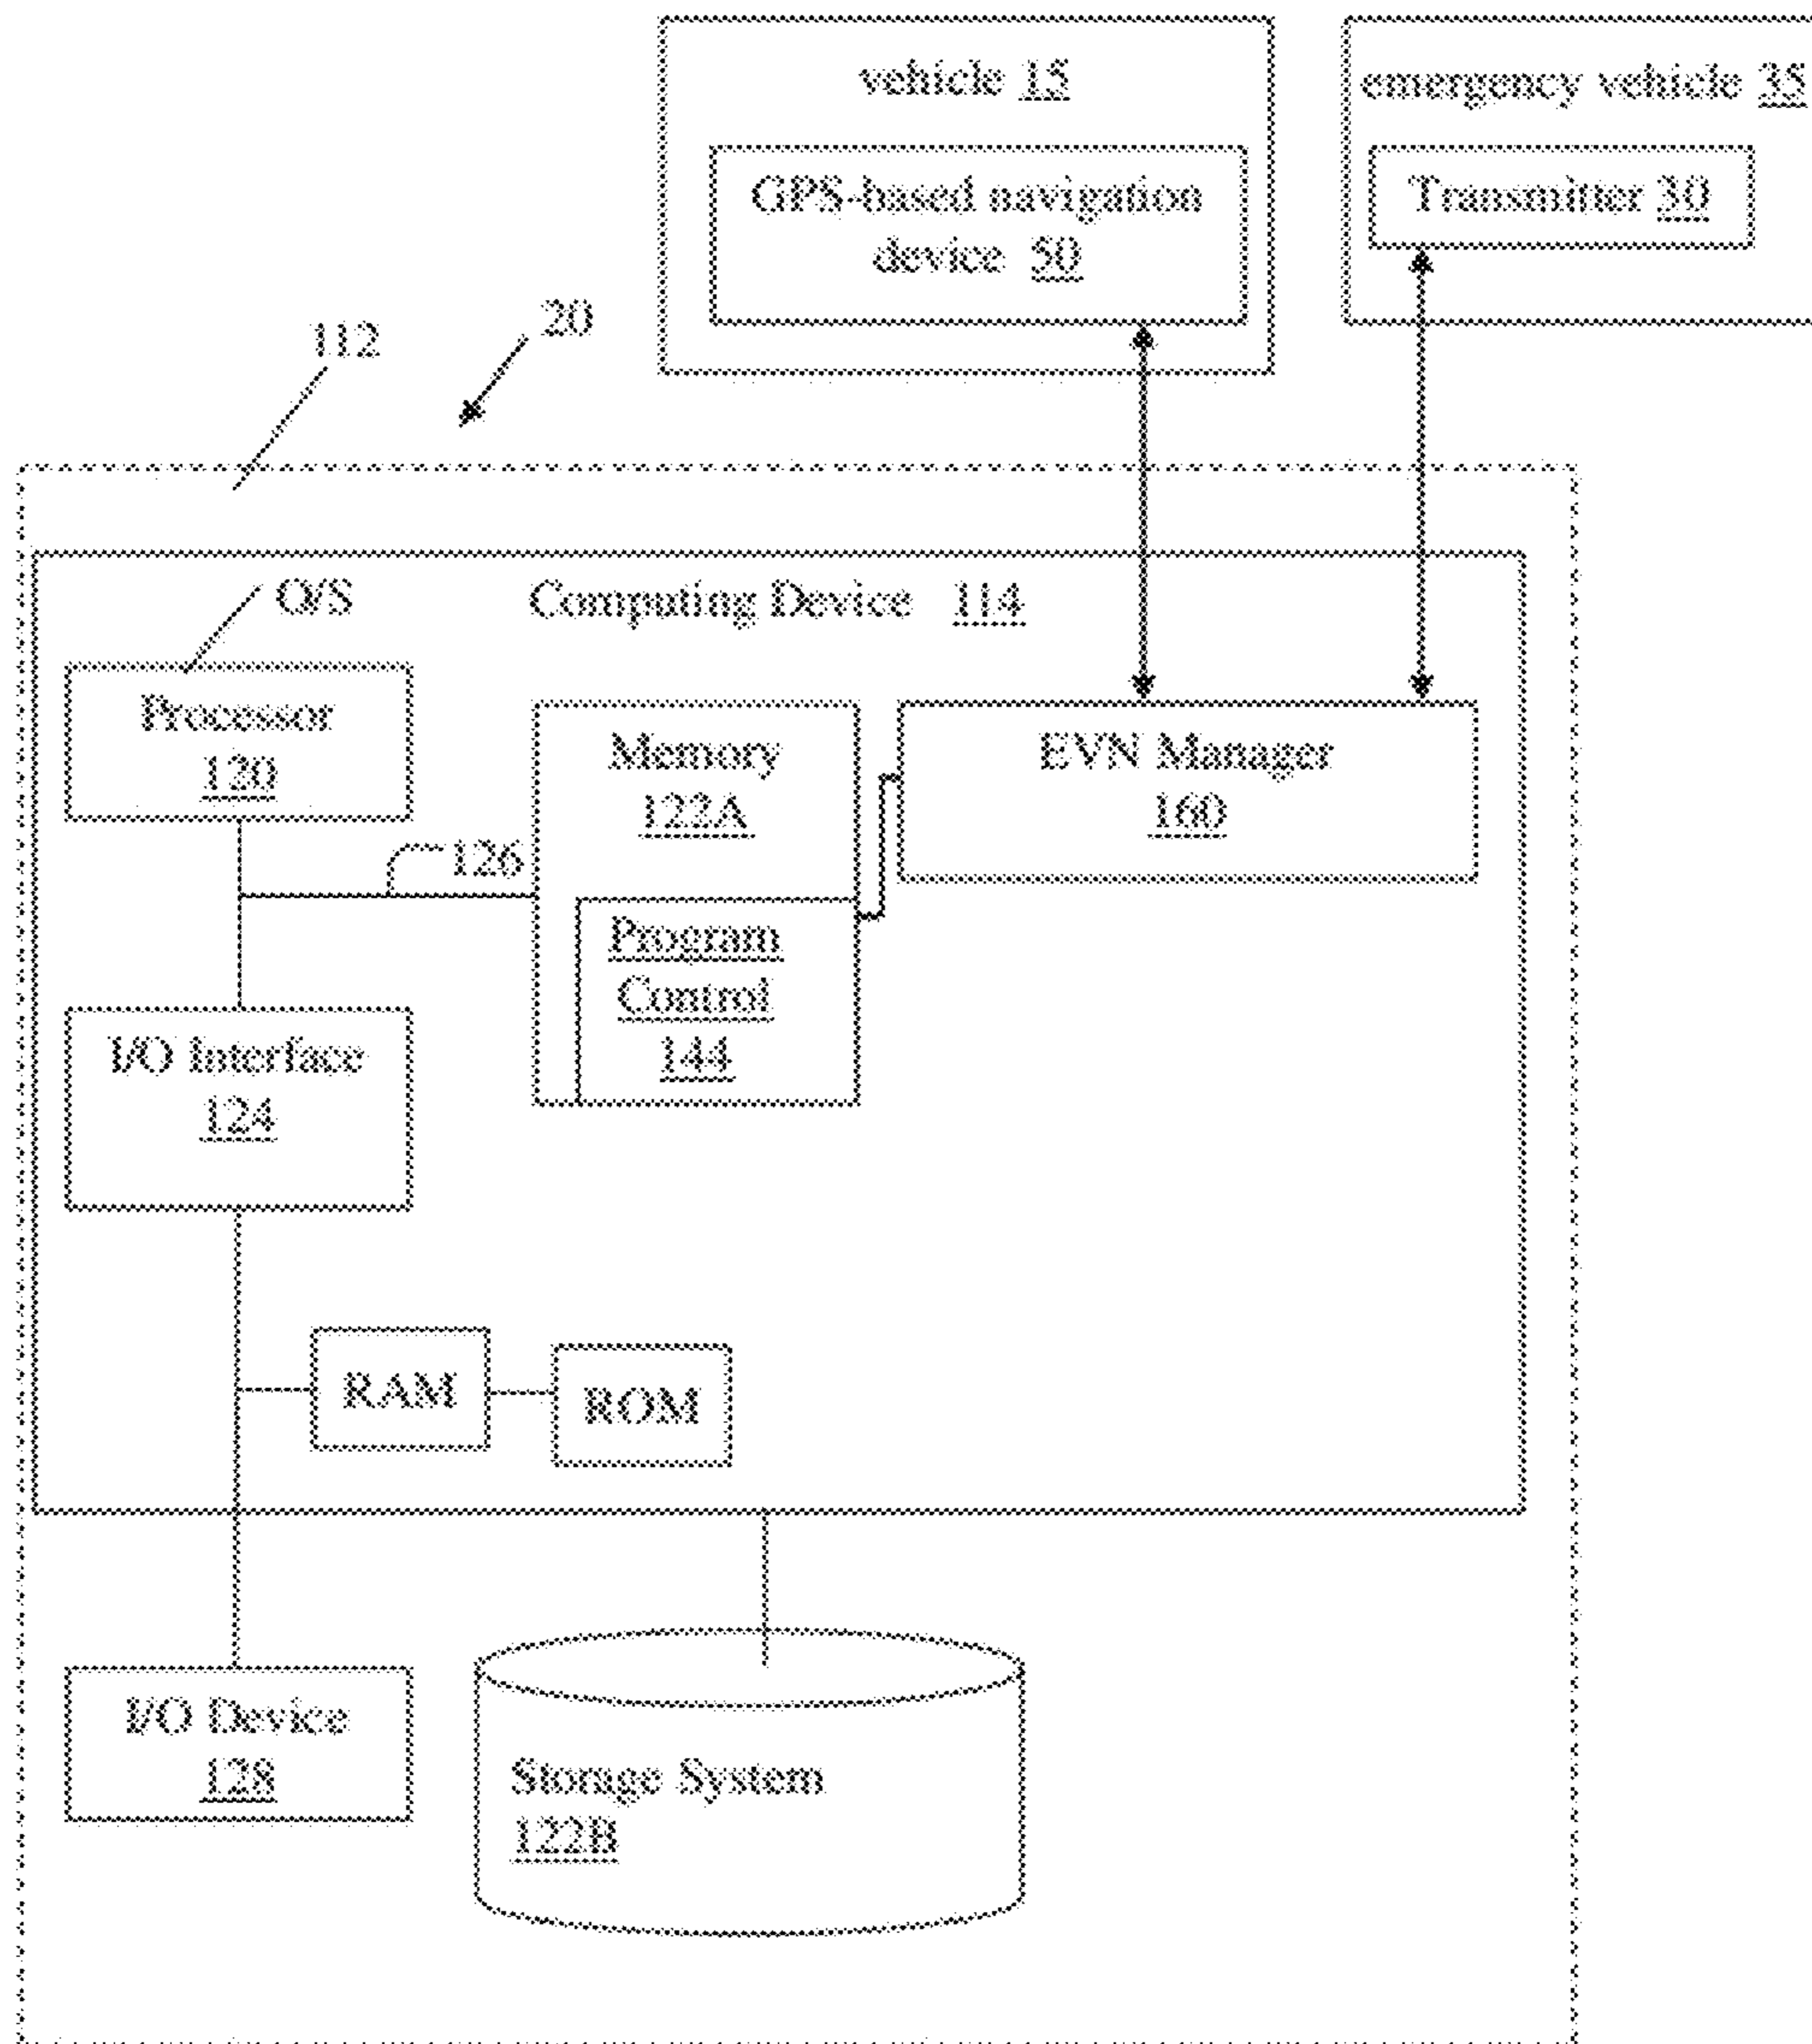 vehicle 15
emergency vehicle 35
GPS-based navigation
device 50
Transmitter 30
112
20
O/S
Computing Device 114
Processor
120
Memory
122A
EVN Manager
160
126
Program
Control
144
I/O Interface
124
RAM
ROM
I/O Device
128
Storage System
122B